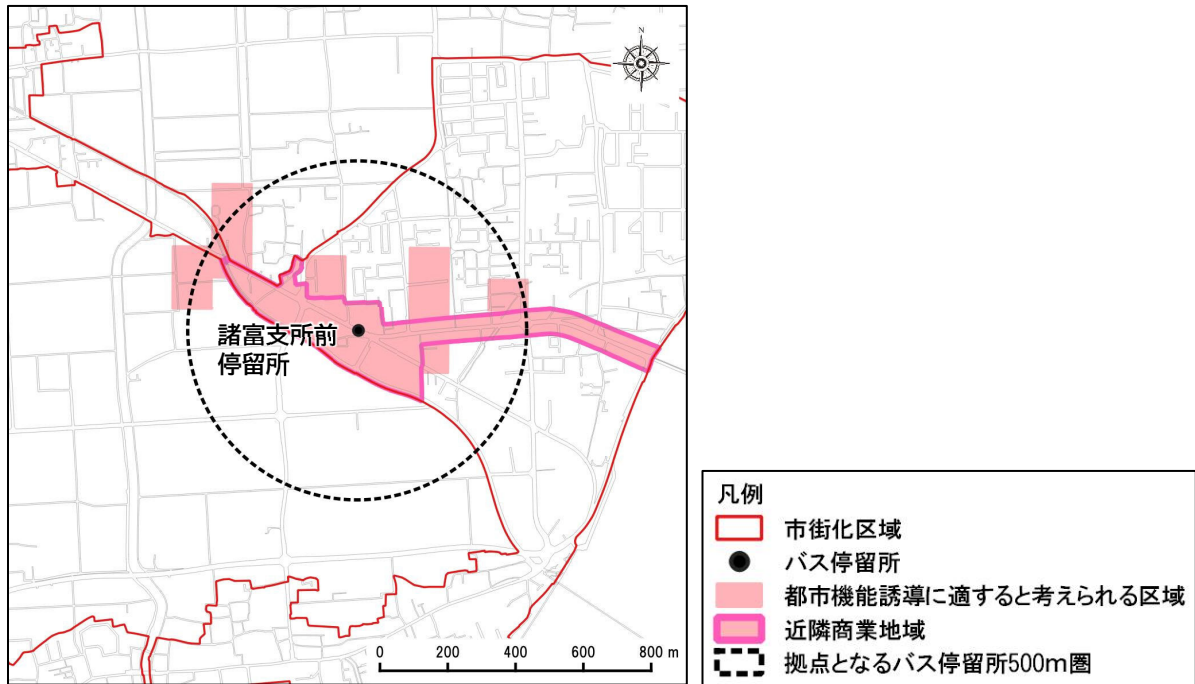 N
諸富支所前
停留所
0 200 400 600 800 m
凡例
市街化区域
バス停留所
都市機能誘導に適すると考えられる区域
近隣商業地域
拠点となるバス停留所500m圏